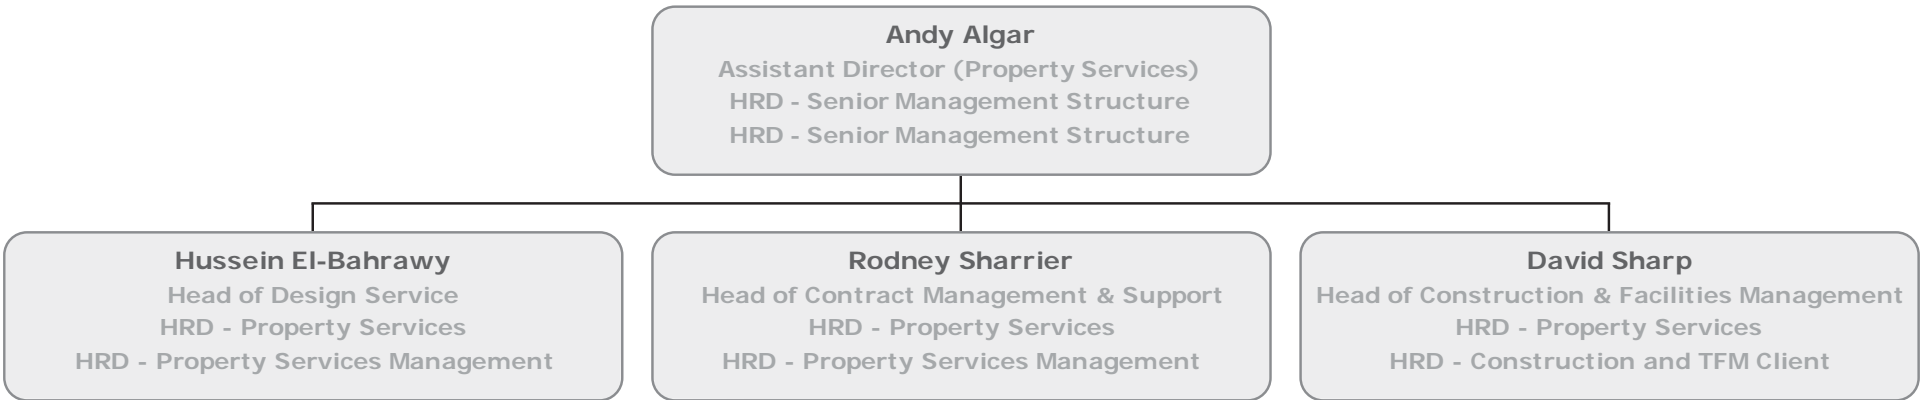 Andy Algar
Assistant Director (Property Services)
HRD - Senior Management Structure
HRD - Senior Management Structure
Hussein El-Bahrawy
Head of Design Service
HRD - Property Services
HRD - Property Services Management
Rodney Sharrier
Head of Contract Management & Support
HRD - Property Services
HRD - Property Services Management
David Sharp
Head of Construction & Facilities Management
HRD - Property Services
HRD - Construction and TFM Client